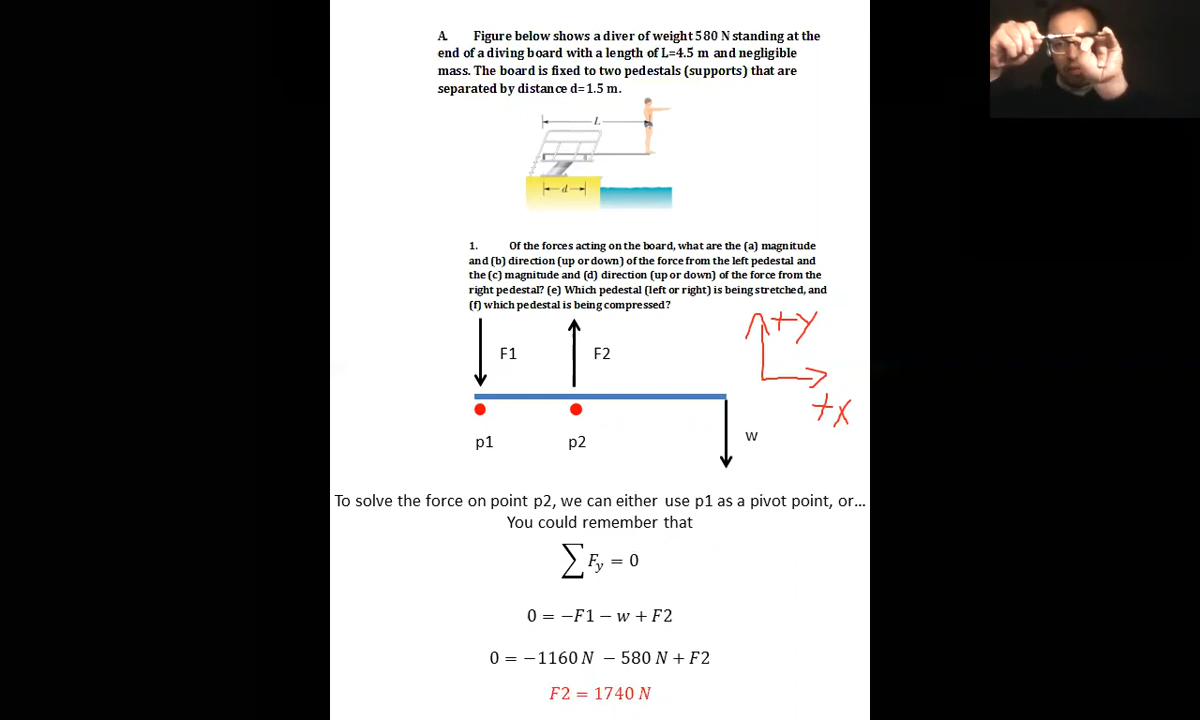 A. Figure below shows a diver of weight 580 N standing at the
end of a diving board with a length of L=4.5 m and negligible
mass. The board is fixed to two pedestals (supports) that are
separated by distance d=1.5 m.
L
d
1. Of the forces acting on the board, what are the (a) magnitude
and (b) direction (up or down) of the force from the left pedestal and
the (c) magnitude and (d) direction (up or down) of the force from the
right pedestal? (e) Which pedestal (left or right) is being stretched, and
(f) which pedestal is being compressed?
+y
F1 F2
+x
p1 p2 w
To solve the force on point p2, we can either use p1 as a pivot point, or...
You could remember that
∑ Fy = 0
0 = −F1 − w + F2
0 = −1160 N − 580 N + F2
F2 = 1740 N